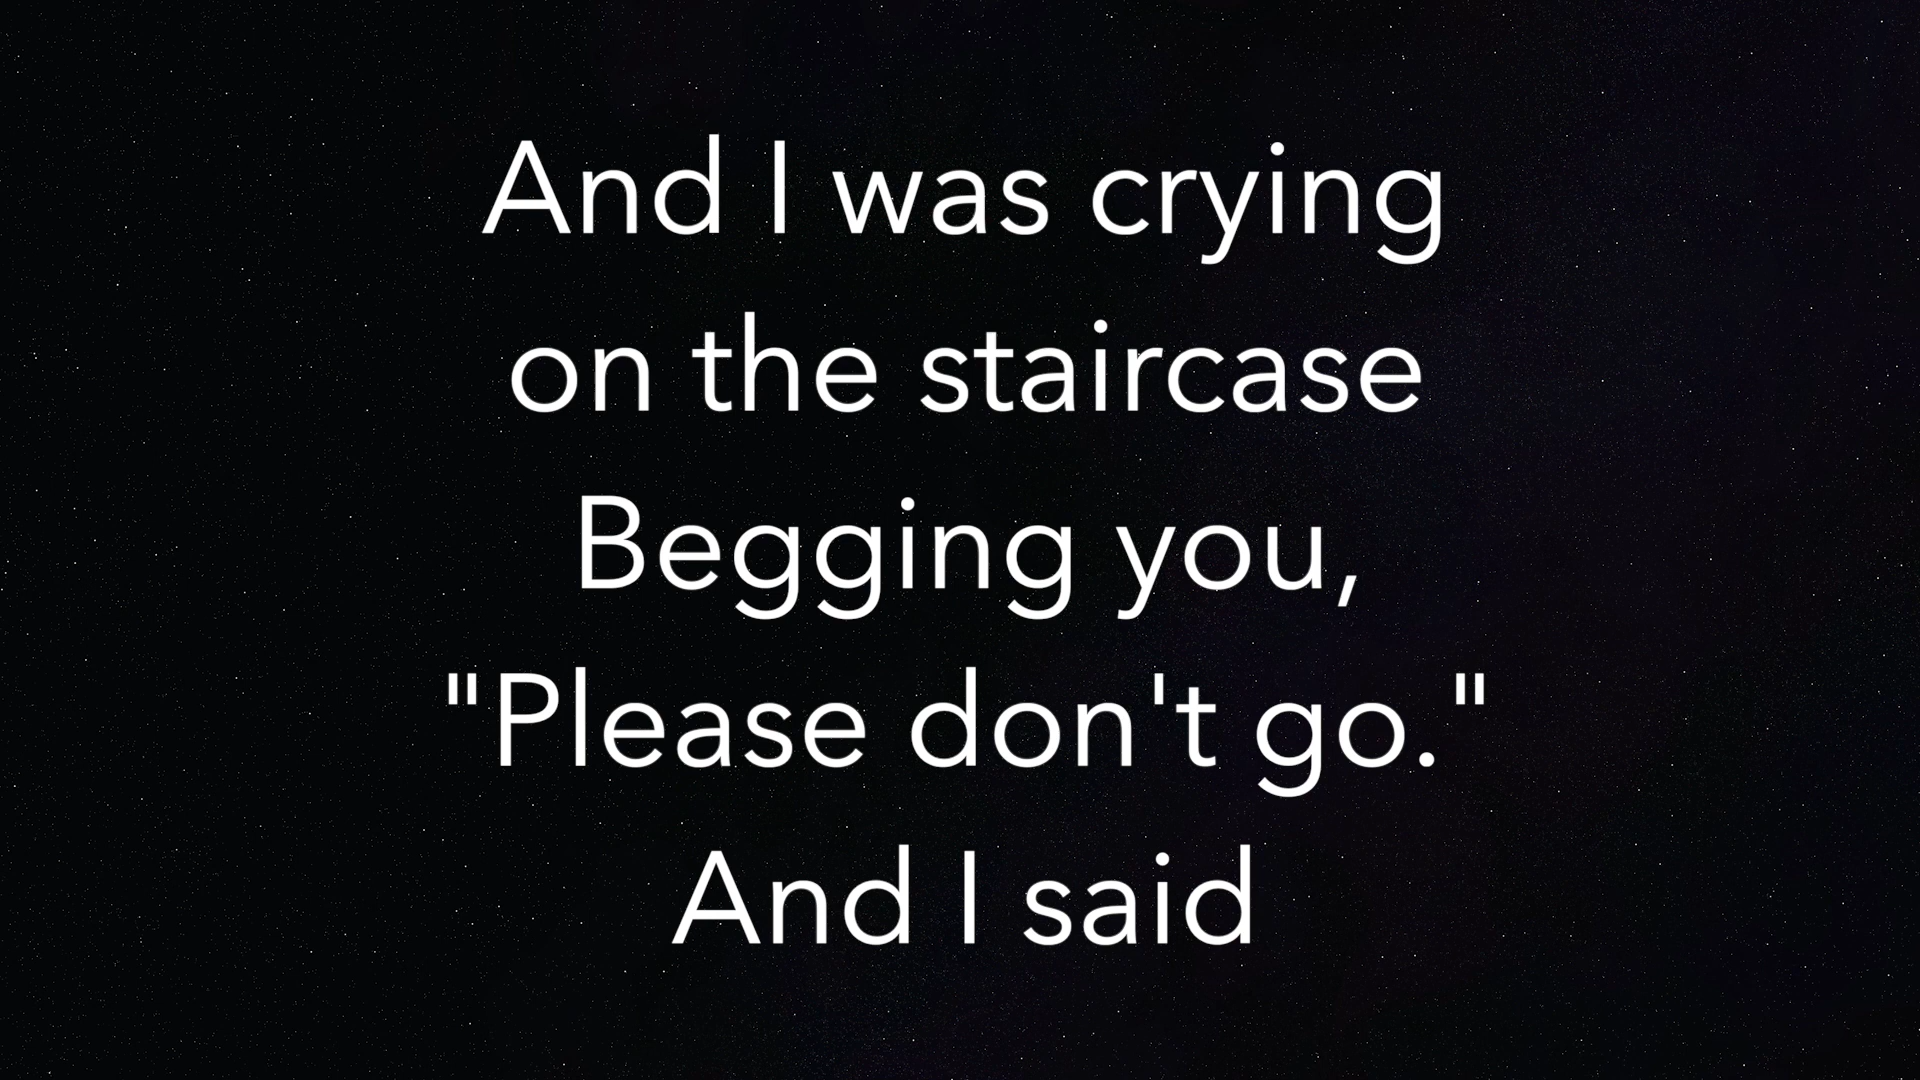 And I was crying
on the staircase
Begging you,
"Please don't go."
And I said